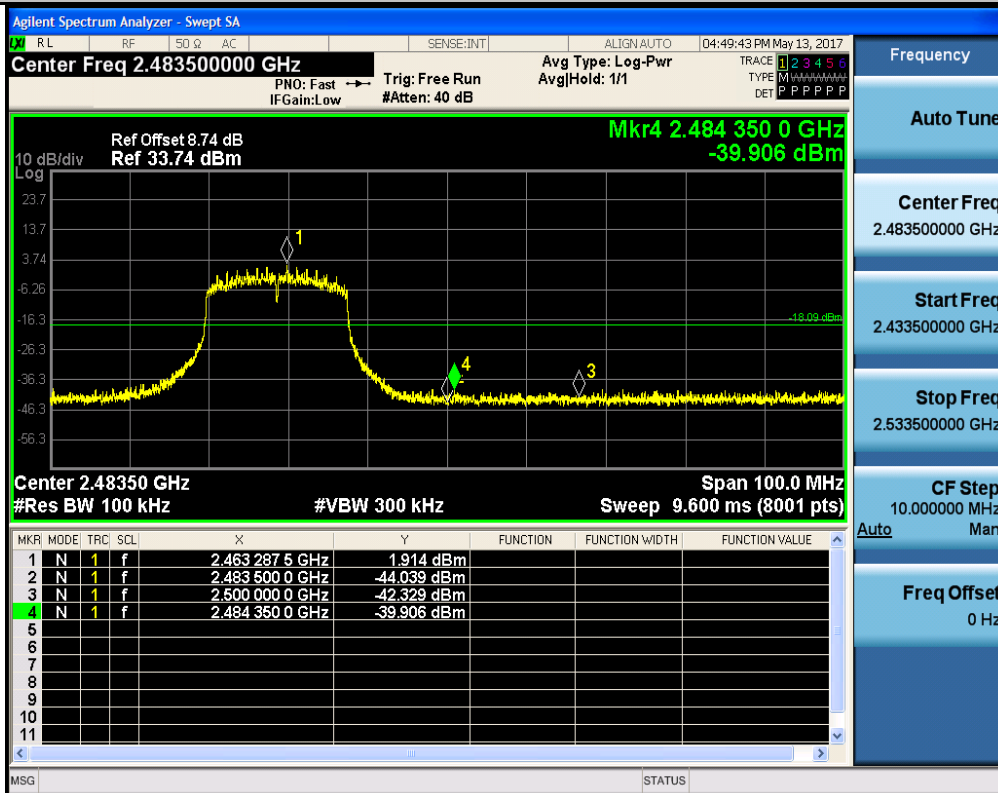 Agilent Spectrum Analyzer - Swept SA
LXI RL RF 50 Ω AC SENSE:INT ALIGN AUTO 04:49:43 PM May 13, 2017
Center Freq 2.483500000 GHz
PNO: Fast
IFGain:Low
Trig: Free Run
#Atten: 40 dB
Avg Type: Log-Pwr
Avg|Hold: 1/1
TRACE 1 2 3 4 5 6
TYPE M
DET P P P P P P
Mkr4 2.484 350 0 GHz
-39.906 dBm
Ref Offset 8.74 dB
10 dB/div Ref 33.74 dBm
Log
23.7
13.7
3.74
-6.26
-16.3
-26.3
-36.3
-46.3
-56.3
1
-18.09 dBm
4
3
Center 2.48350 GHz Span 100.0 MHz
#Res BW 100 kHz #VBW 300 kHz Sweep 9.600 ms (8001 pts)
MKR MODE TRC SCL X Y FUNCTION FUNCTION WIDTH FUNCTION VALUE
1 N 1 f 2.463 287 5 GHz 1.914 dBm
2 N 1 f 2.483 500 0 GHz -44.039 dBm
3 N 1 f 2.500 000 0 GHz -42.329 dBm
4 N 1 f 2.484 350 0 GHz -39.906 dBm
5
6
7
8
9
10
11
MSG STATUS
Frequency
Auto Tune
Center Freq
2.483500000 GHz
Start Freq
2.433500000 GHz
Stop Freq
2.533500000 GHz
CF Step
10.000000 MHz
Auto Man
Freq Offset
0 Hz